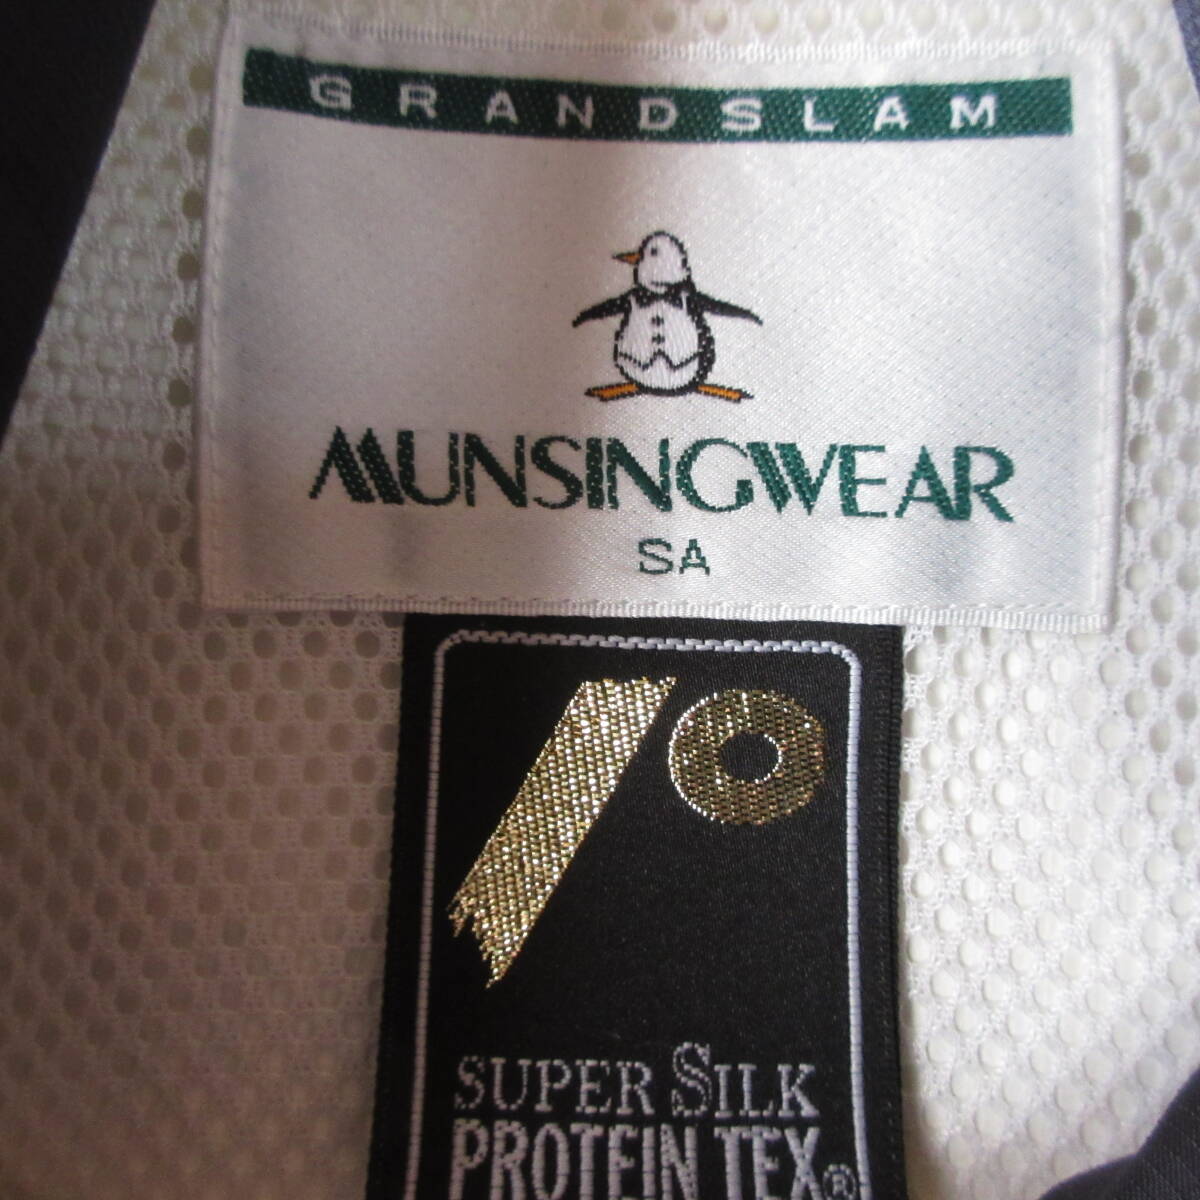 GRANDSLAM
MUNSINGWEAR
SA
SUPER SILK
PROTEIN TEX®